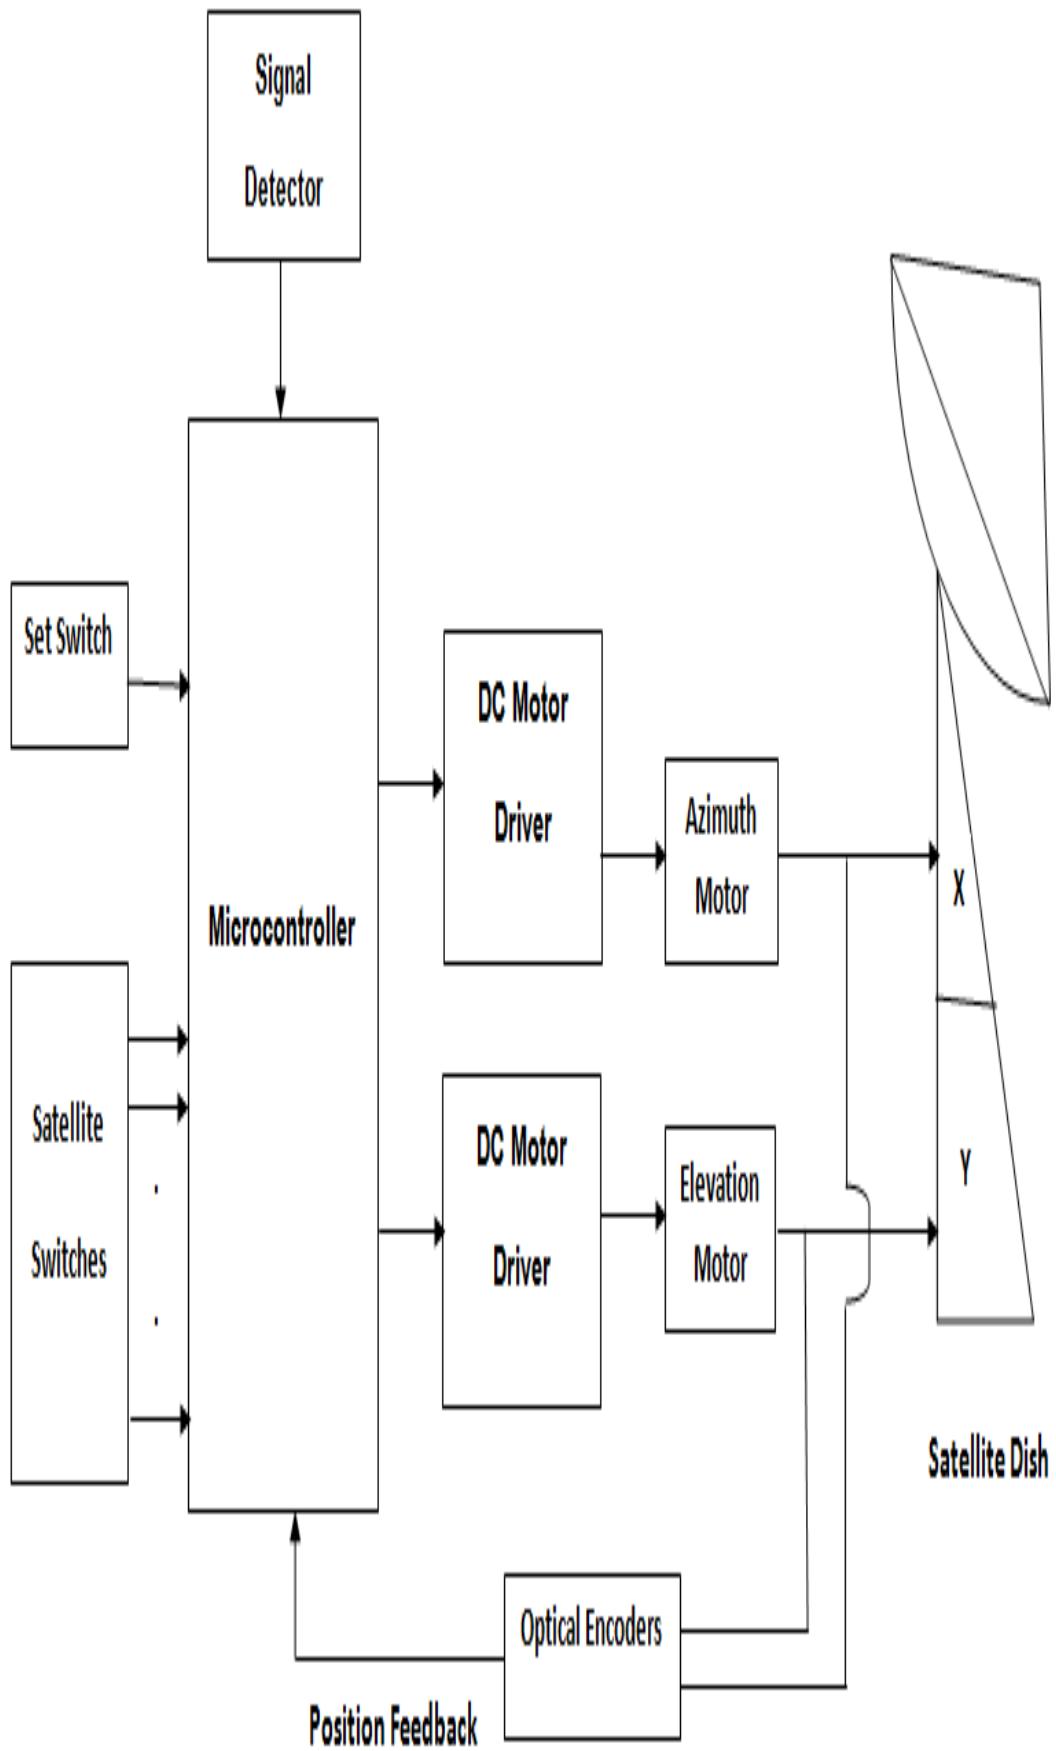 Signal
Detector
Set Switch
DC Motor
Driver
Azimuth
Motor
X
Microcontroller
Satellite
Switches
DC Motor
Driver
Elevation
Motor
Y
Satellite Dish
Optical Encoders
Position Feedback